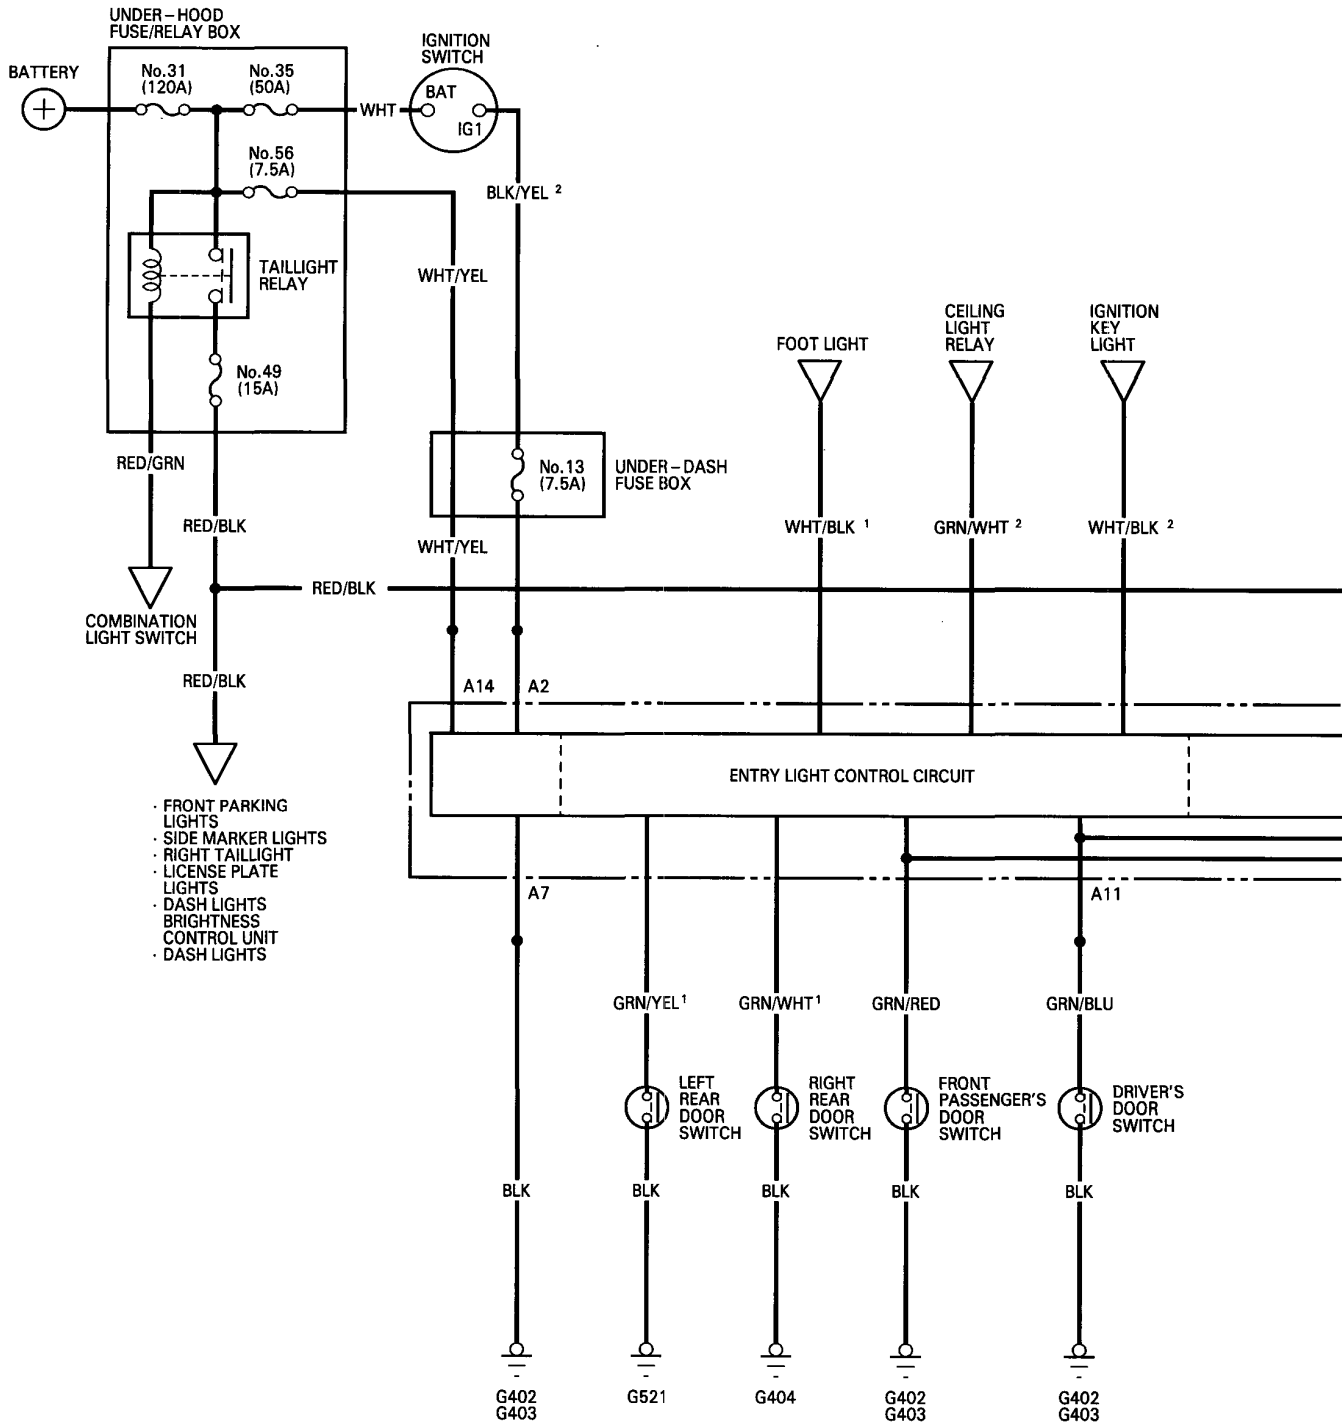 UNDER-HOOD
FUSE/RELAY BOX
IGNITION
SWITCH
BATTERY
No.31
(120A)
No.35
(50A)
BAT
IG1
WHT
No.56
(7.5A)
BLK/YEL 2
TAILLIGHT
RELAY
WHT/YEL
CEILING
LIGHT
RELAY
IGNITION
KEY
LIGHT
FOOT LIGHT
No.49
(15A)
RED/GRN
No.13
(7.5A)
UNDER-DASH
FUSE BOX
RED/BLK
WHT/BLK 1
GRN/WHT 2
WHT/BLK 2
WHT/YEL
RED/BLK
COMBINATION
LIGHT SWITCH
RED/BLK
A14
A2
ENTRY LIGHT CONTROL CIRCUIT
· FRONT PARKING
LIGHTS
· SIDE MARKER LIGHTS
· RIGHT TAILLIGHT
· LICENSE PLATE
LIGHTS
· DASH LIGHTS
BRIGHTNESS
CONTROL UNIT
· DASH LIGHTS
A7
A11
GRN/YEL 1
GRN/WHT 1
GRN/RED
GRN/BLU
LEFT
REAR
DOOR
SWITCH
RIGHT
REAR
DOOR
SWITCH
FRONT
PASSENGER'S
DOOR
SWITCH
DRIVER'S
DOOR
SWITCH
BLK
BLK
BLK
BLK
BLK
G402
G403
G521
G404
G402
G403
G402
G403